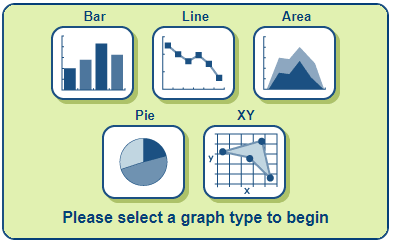 Bar Line Area
Pie XY
y
x
Please select a graph type to begin